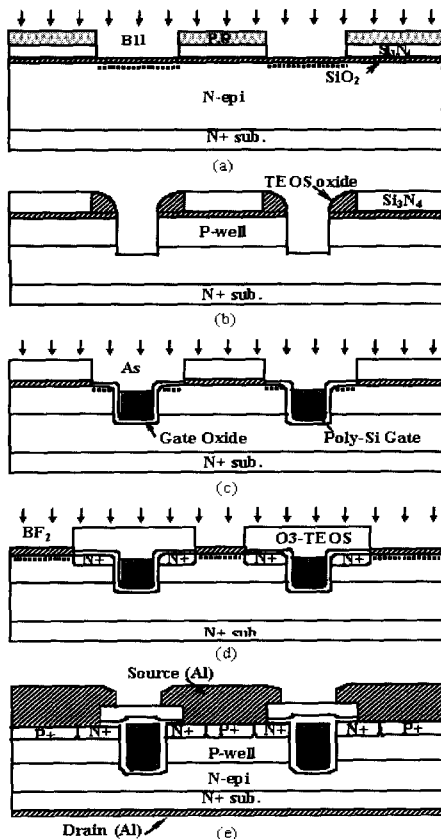 B11
P.R
Si3N4
SiO2
N-epi
N+ sub.
(a)
TEOS oxide
Si3N4
P-well
N+ sub.
(b)
As
Gate Oxide
Poly-Si Gate
N+ sub.
(c)
BF2
O3-TEOS
N+ N+ N+ N+
N+ sub
(d)
Source (Al)
P+ N+ N+ P+ N+ N+ P+
P-well
N-epi
N+ sub.
Drain (Al)
(e)